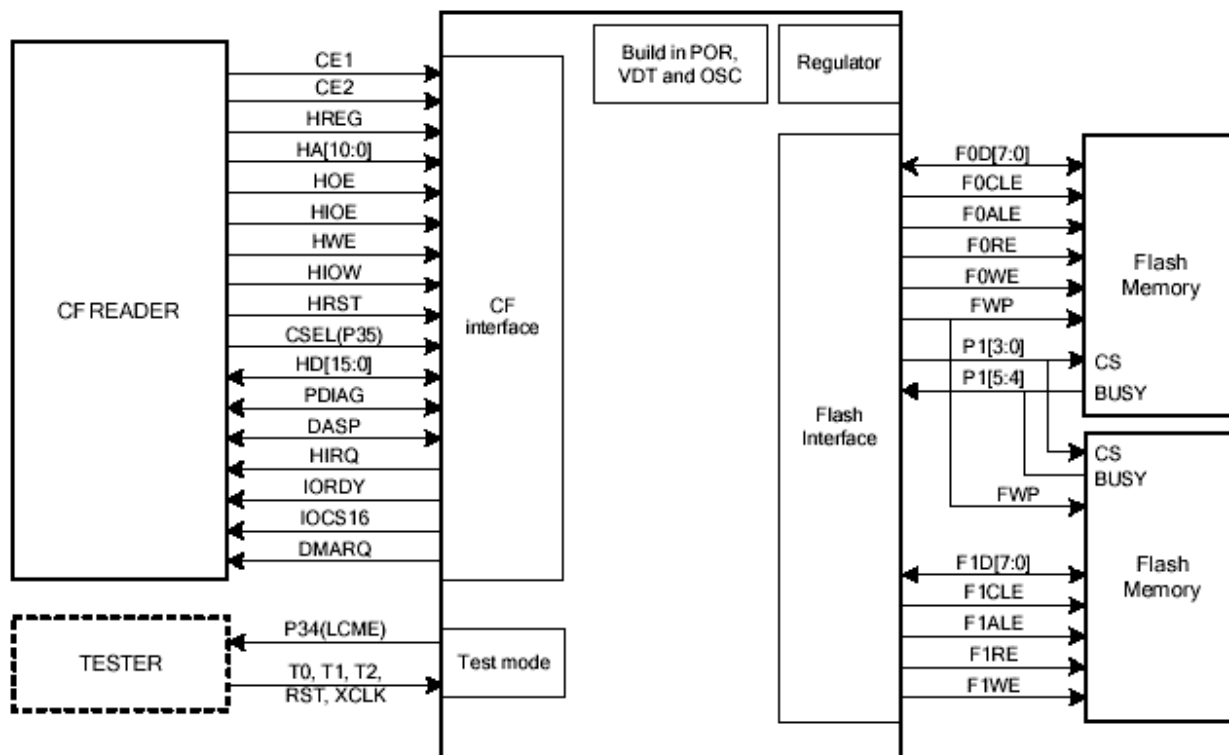 CF READER
CE1
CE2
HREG
HA[10:0]
HOE
HIOE
HWE
HIOW
HRST
CSEL(P35)
HD[15:0]
PDIAG
DASP
HIRQ
IORDY
IOCS16
DMARQ
CF
interface
TESTER
P34(LCME)
T0, T1, T2,
RST, XCLK
Test mode
Build in POR,
VDT and OSC
Regulator
Flash
Interface
F0D[7:0]
F0CLE
F0ALE
F0RE
F0WE
FWP
P1[3:0]
P1[5:4]
Flash
Memory
CS
BUSY
CS
BUSY
FWP
F1D[7:0]
F1CLE
F1ALE
F1RE
F1WE
Flash
Memory